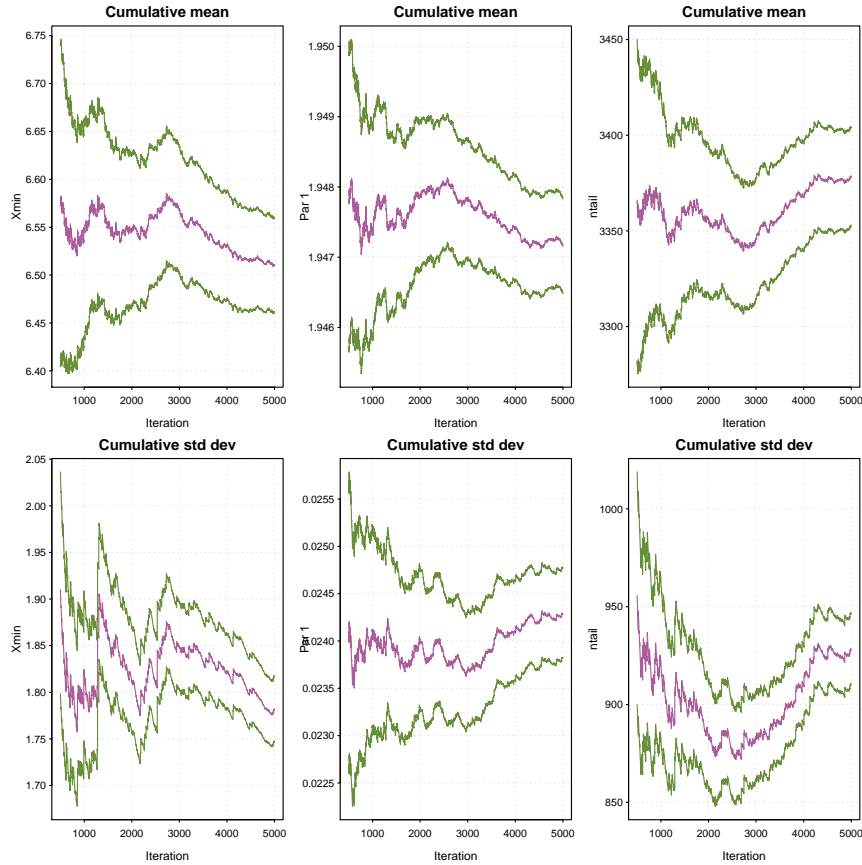 Cumulative mean
Xmin
6.75
6.70
6.65
6.60
6.55
6.50
6.45
6.40
1000 2000 3000 4000 5000
Iteration
Cumulative mean
Par 1
1.950
1.949
1.948
1.947
1.946
1000 2000 3000 4000 5000
Iteration
Cumulative mean
ntail
3450
3400
3350
3300
1000 2000 3000 4000 5000
Iteration
Cumulative std dev
Xmin
2.05
2.00
1.95
1.90
1.85
1.80
1.75
1.70
1000 2000 3000 4000 5000
Iteration
Cumulative std dev
Par 1
0.0255
0.0250
0.0245
0.0240
0.0235
0.0230
0.0225
1000 2000 3000 4000 5000
Iteration
Cumulative std dev
ntail
1000
950
900
850
1000 2000 3000 4000 5000
Iteration